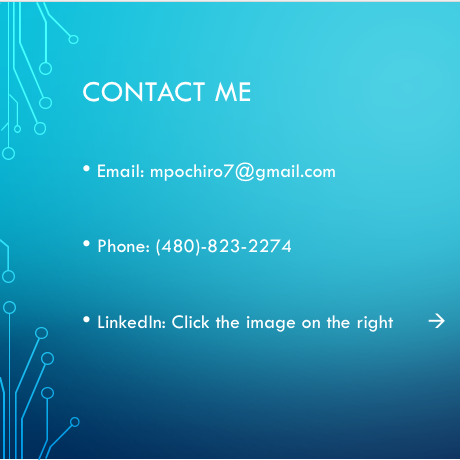 CONTACT ME
• Email: mpochiro7@gmail.com
• Phone: (480)-823-2274
• LinkedIn: Click the image on the right →